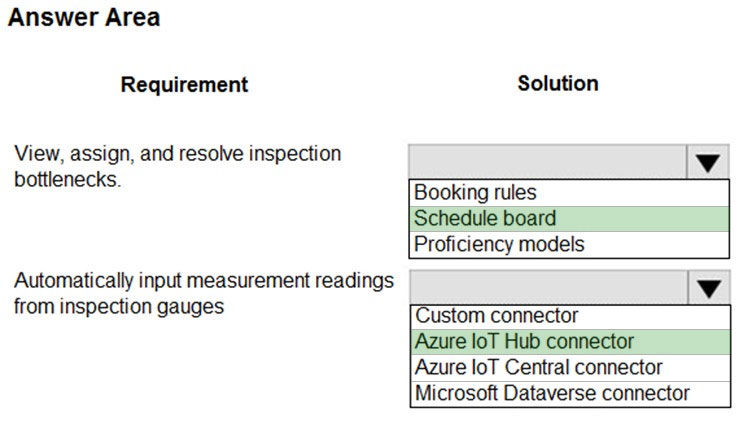 Answer Area
Requirement
Solution
View, assign, and resolve inspection
bottlenecks.
Booking rules
Schedule board
Proficiency models
Automatically input measurement readings
from inspection gauges
Custom connector
Azure IoT Hub connector
Azure IoT Central connector
Microsoft Dataverse connector